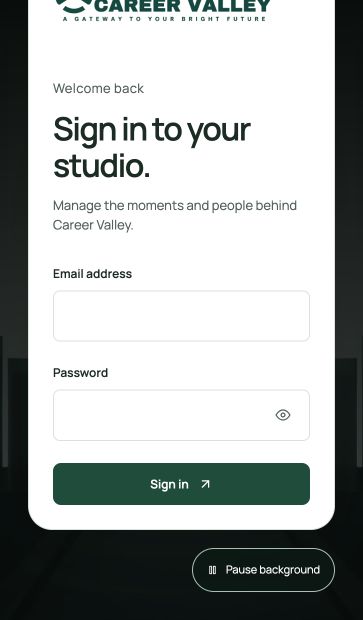 CAREER VALLEY
A GATEWAY TO YOUR BRIGHT FUTURE
Welcome back
Sign in to your
studio.
Manage the moments and people behind
Career Valley.
Email address
Password
Sign in
Pause background